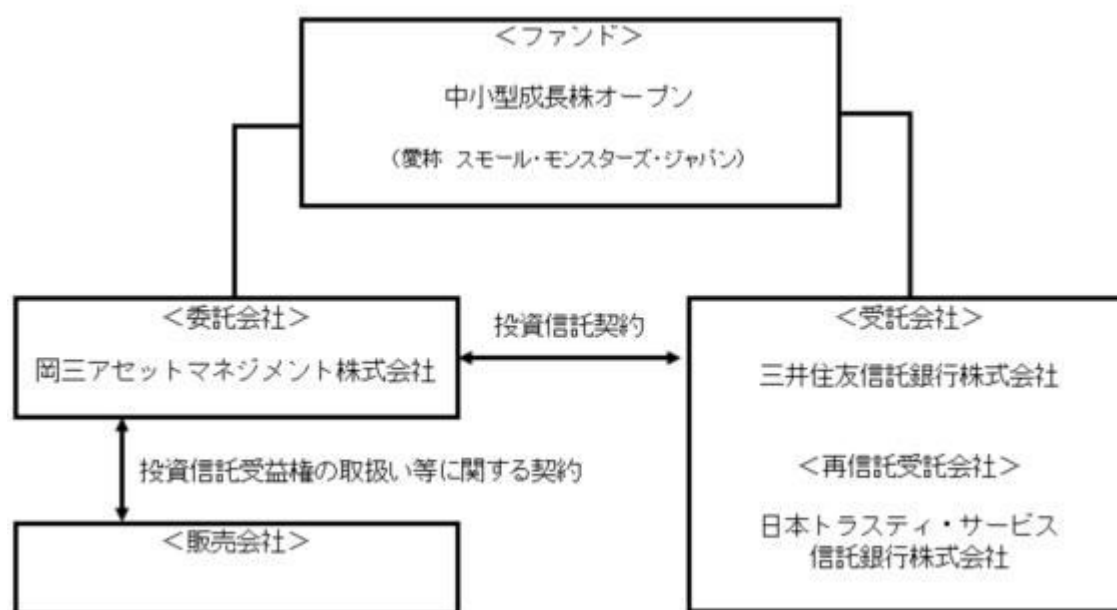 ＜ファンド＞
中小型成長株オープン
（愛称 スモール・モンスターズ・ジャパン）
＜委託会社＞
岡三アセットマネジメント株式会社
投資信託契約
＜受託会社＞
三井住友信託銀行株式会社
＜再信託受託会社＞
日本トラスティ・サービス
信託銀行株式会社
投資信託受益権の取扱い等に関する契約
＜販売会社＞